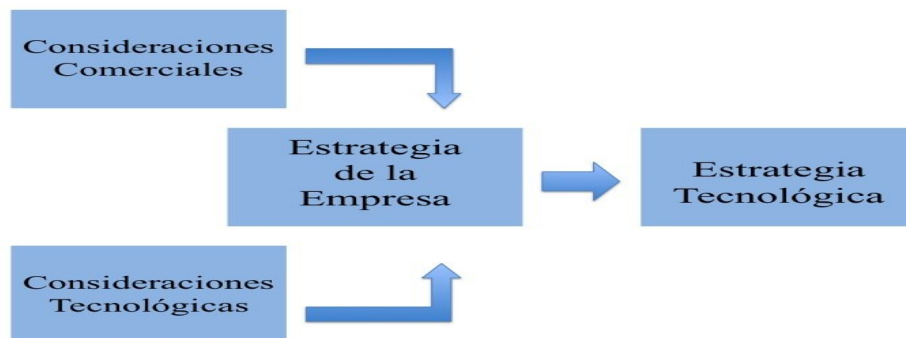 Consideraciones
Comerciales
Estrategia
de la
Empresa
Estrategia
Tecnológica
Consideraciones
Tecnológicas